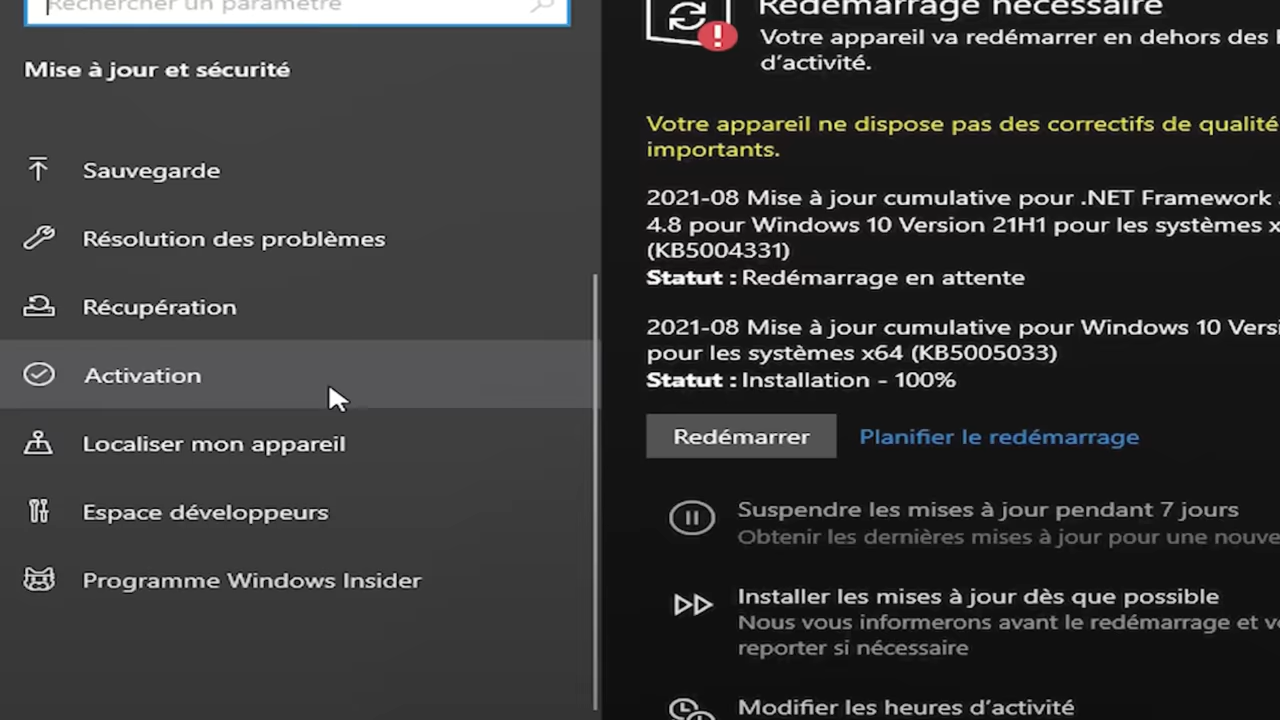 Rechercher un paramètre
Mise à jour et sécurité
Sauvegarde
Résolution des problèmes
Récupération
Activation
Localiser mon appareil
Espace développeurs
Programme Windows Insider
Redémarrage nécessaire
Votre appareil va redémarrer en dehors des
d’activité.
Votre appareil ne dispose pas des correctifs de qualité
importants.
2021-08 Mise à jour cumulative pour .NET Framework
4.8 pour Windows 10 Version 21H1 pour les systèmes x
(KB5004331)
Statut : Redémarrage en attente
2021-08 Mise à jour cumulative pour Windows 10 Versi
pour les systèmes x64 (KB5005033)
Statut : Installation - 100%
Redémarrer
Planifier le redémarrage
Suspendre les mises à jour pendant 7 jours
Obtenir les dernières mises à jour pour une nouve
Installer les mises à jour dès que possible
Nous vous informerons avant le redémarrage et v
reporter si nécessaire
Modifier les heures d’activité